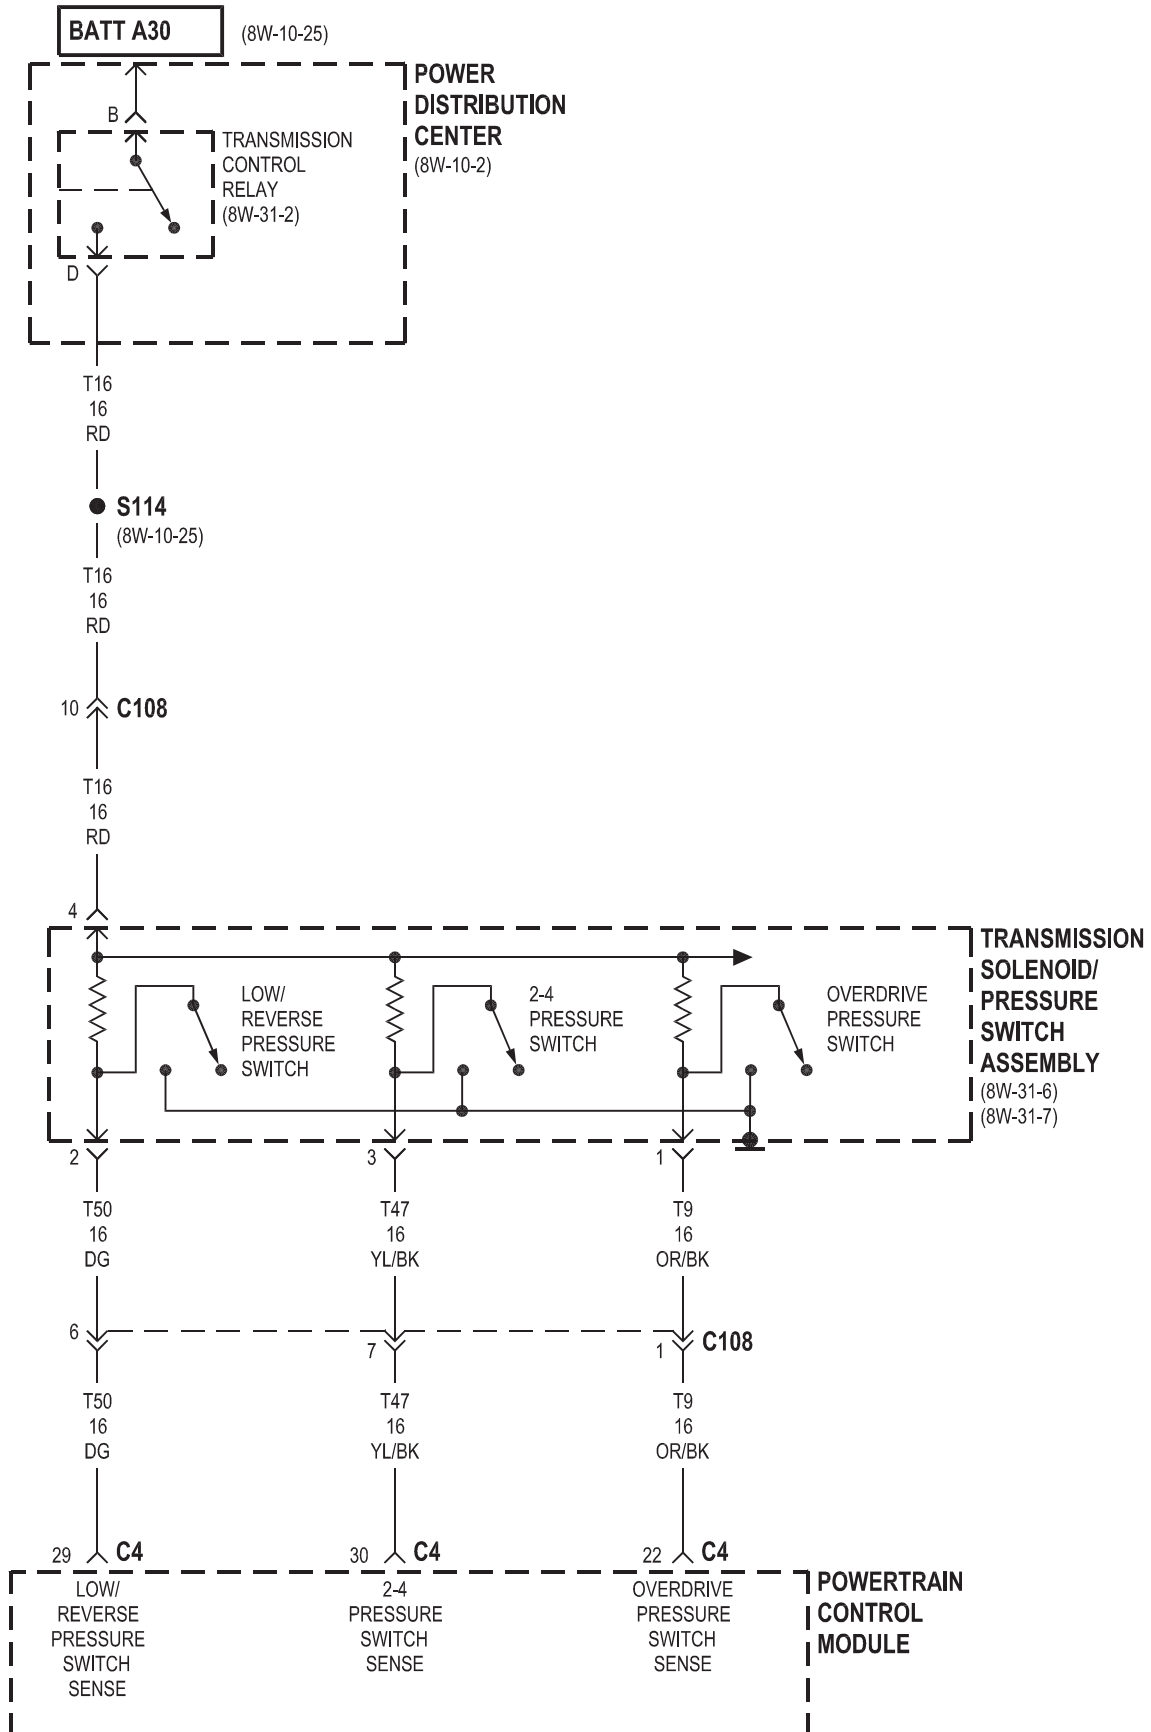 BATT A30
(8W-10-25)
POWER
DISTRIBUTION
CENTER
(8W-10-2)
B
TRANSMISSION
CONTROL
RELAY
(8W-31-2)
D
T16
16
RD
S114
(8W-10-25)
T16
16
RD
10
C108
T16
16
RD
4
TRANSMISSION
SOLENOID/
PRESSURE
SWITCH
ASSEMBLY
(8W-31-6)
(8W-31-7)
LOW/
REVERSE
PRESSURE
SWITCH
2-4
PRESSURE
SWITCH
OVERDRIVE
PRESSURE
SWITCH
2
3
1
T50
16
DG
T47
16
YL/BK
T9
16
OR/BK
6
7
1
C108
T50
16
DG
T47
16
YL/BK
T9
16
OR/BK
29
C4
30
C4
22
C4
LOW/
REVERSE
PRESSURE
SWITCH
SENSE
2-4
PRESSURE
SWITCH
SENSE
OVERDRIVE
PRESSURE
SWITCH
SENSE
POWERTRAIN
CONTROL
MODULE